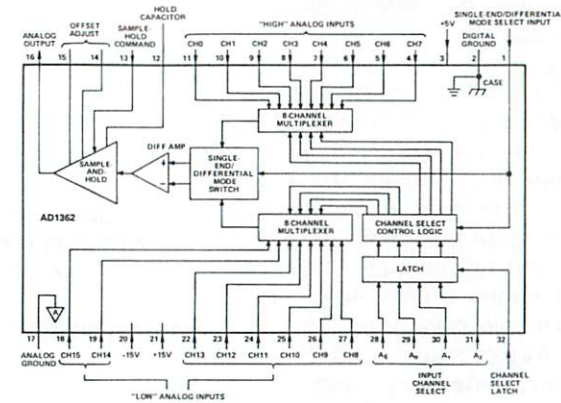 HOLD CAPACITOR
"HIGH" ANALOG INPUTS
SINGLE-END/DIFFERENTIA
MODE SELECT INPUT
OFFSET ADJUST
SAMPLE-HOLD COMMAND
ANALOG OUTPUT
CH0 CH1 CH2 CH3 CH4 CH5 CH6 CH7
+5V
DIGITAL GROUND
16 15 14 13 12 11 10 9 8 7 6 5 4 3 2 1
CASE
8-CHANNEL MULTIPLEXER
DIFF AMP
SAMPLE-AND-HOLD
+
−
SINGLE-END/DIFFERENTIAL MODE SWITCH
AD1362
8-CHANNEL MULTIPLEXER
CHANNEL SELECT CONTROL LOGIC
LATCH
A
17 18 19 20 21 22 23 24 25 26 27 28 29 30 31 32
ANALOG GROUND
CH15 CH14 -15V +15V CH13 CH12 CH11 CH10 CH9 CH8
AE A0 A1 A2
INPUT CHANNEL SELECT
CHANNEL SELECT LATCH
"LOW" ANALOG INPUTS